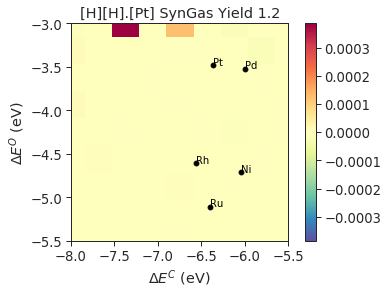 [H][H].[Pt] SynGas Yield 1.2
−3.0
−3.5
−4.0
−4.5
−5.0
−5.5
ΔE^O (eV)
Pt
Pd
Rh
Ni
Ru
−8.0 −7.5 −7.0 −6.5 −6.0 −5.5
ΔE^C (eV)
0.0003
0.0002
0.0001
0.0000
−0.0001
−0.0002
−0.0003